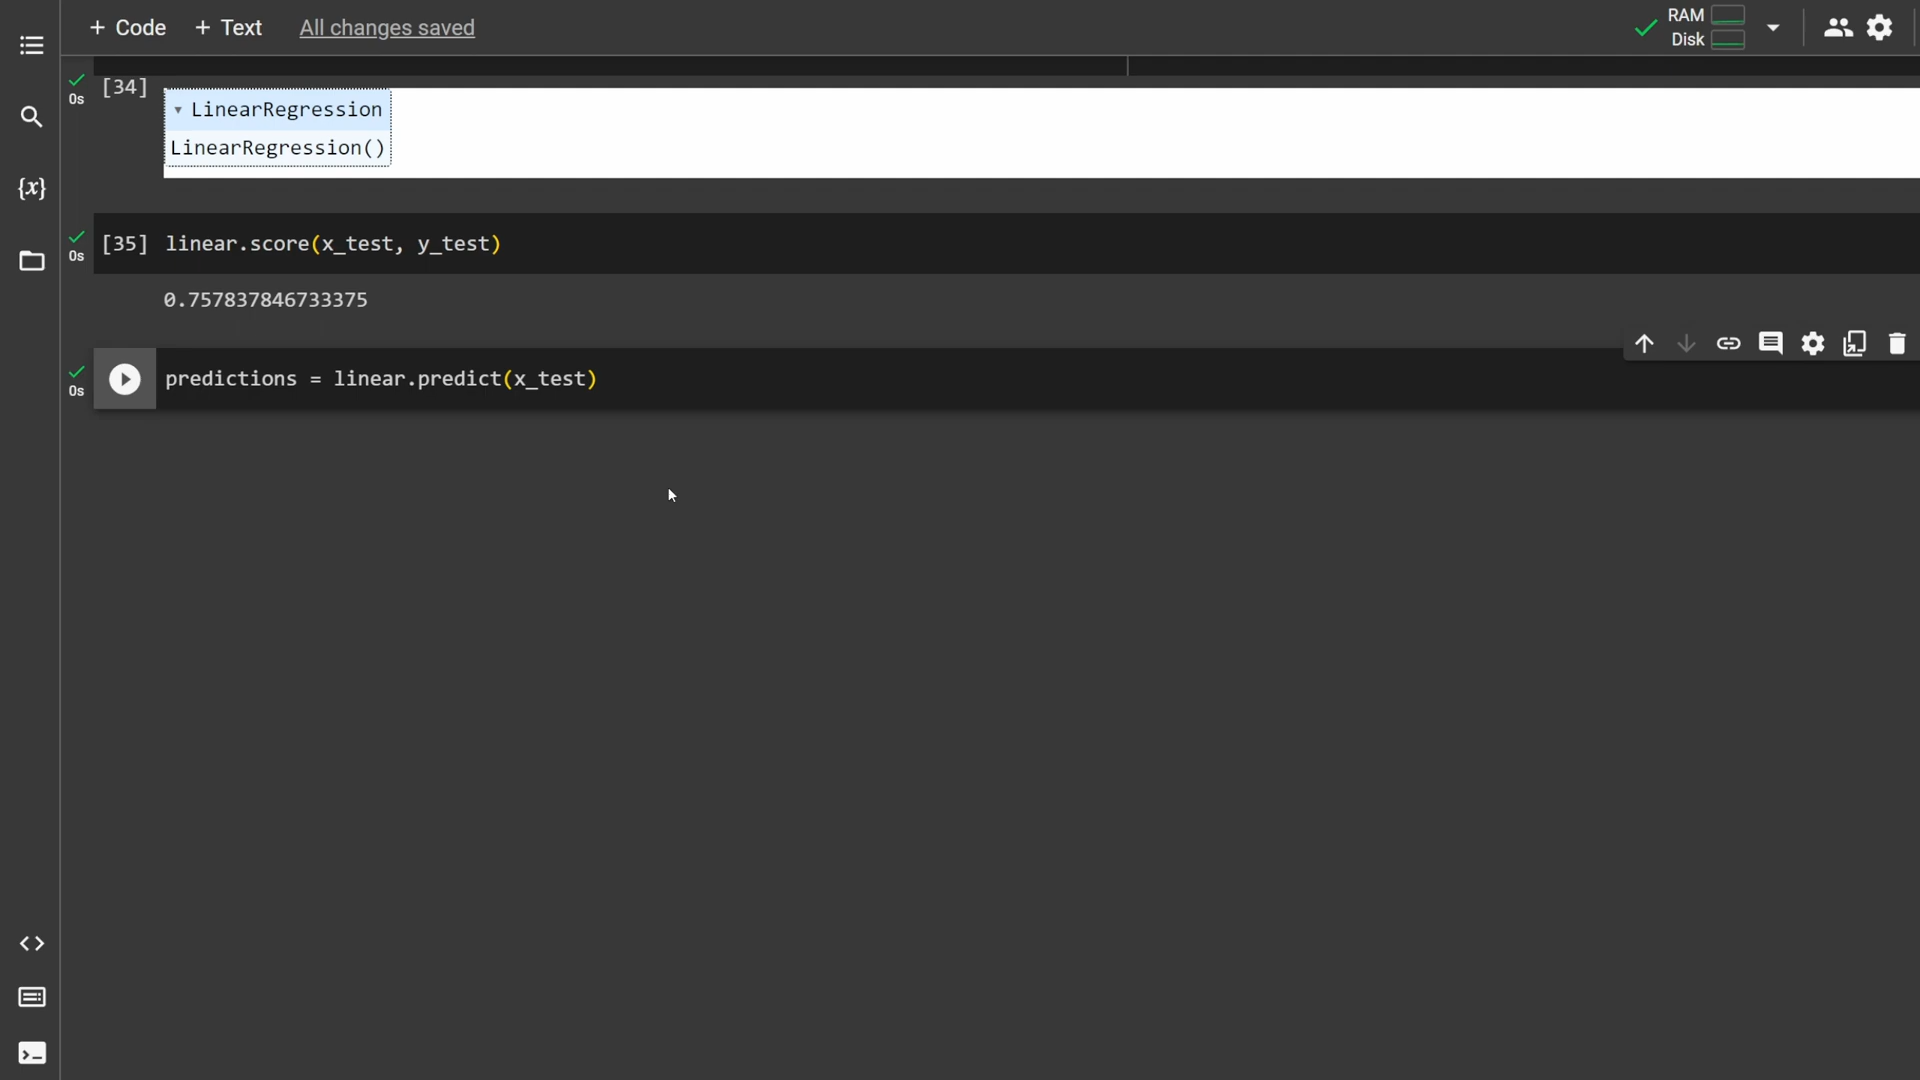 + Code + Text All changes saved
RAM
Disk
0s [34]
LinearRegression
LinearRegression()
{x}
0s [35] linear.score(x_test, y_test)
0.757837846733375
0s predictions = linear.predict(x_test)